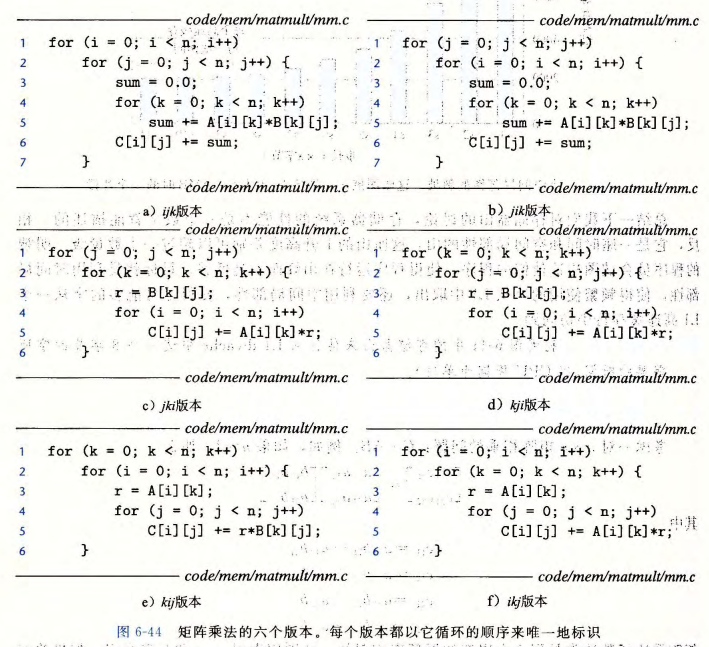 code/mem/matmult/mm.c
1 for (i = 0; i < n; i++)
2 for (j = 0; j < n; j++) {
3 sum = 0.0;
4 for (k = 0; k < n; k++)
5 sum += A[i][k]*B[k][j];
6 C[i][j] += sum;
7 }
code/mem/matmult/mm.c
a) ijk版本
code/mem/matmult/mm.c
1 for (j = 0; j < n; j++)
2 for (i = 0; i < n; i++) {
3 sum = 0.0;
4 for (k = 0; k < n; k++)
5 sum += A[i][k]*B[k][j];
6 C[i][j] += sum;
7 }
code/mem/matmult/mm.c
b) jik版本
code/mem/matmult/mm.c
1 for (j = 0; j < n; j++)
2 for (k = 0; k < n; k++) {
3 r = B[k][j];
4 for (i = 0; i < n; i++)
5 C[i][j] += A[i][k]*r;
6 }
code/mem/matmult/mm.c
c) jki版本
code/mem/matmult/mm.c
1 for (k = 0; k < n; k++)
2 for (j = 0; j < n; j++) {
3 r = B[k][j];
4 for (i = 0; i < n; i++)
5 C[i][j] += A[i][k]*r;
6 }
code/mem/matmult/mm.c
d) kji版本
code/mem/matmult/mm.c
1 for (k = 0; k < n; k++)
2 for (i = 0; i < n; i++) {
3 r = A[i][k];
4 for (j = 0; j < n; j++)
5 C[i][j] += r*B[k][j];
6 }
code/mem/matmult/mm.c
e) kij版本
code/mem/matmult/mm.c
1 for (i = 0; i < n; i++)
2 for (k = 0; k < n; k++) {
3 r = A[i][k];
4 for (j = 0; j < n; j++)
5 C[i][j] += A[i][k]*r;
6 }
code/mem/matmult/mm.c
f) ikj版本
图 6-44 矩阵乘法的六个版本。每个版本都以它循环的顺序来唯一地标识